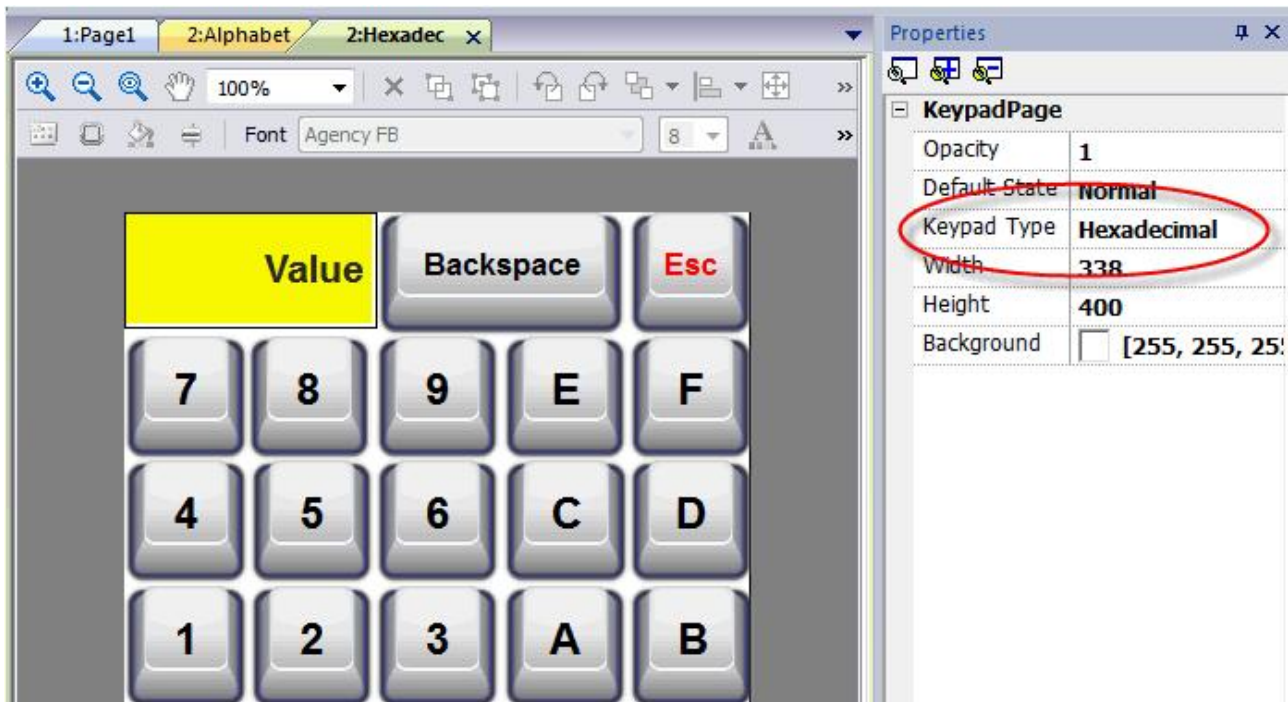 1:Page1 2:Alphabet 2:Hexadec
100%
Font Agency FB 8 A
Value Backspace Esc
7 8 9 E F
4 5 6 C D
1 2 3 A B
Properties
KeypadPage
Opacity 1
Default State Normal
Keypad Type Hexadecimal
Width 338
Height 400
Background [255, 255, 25